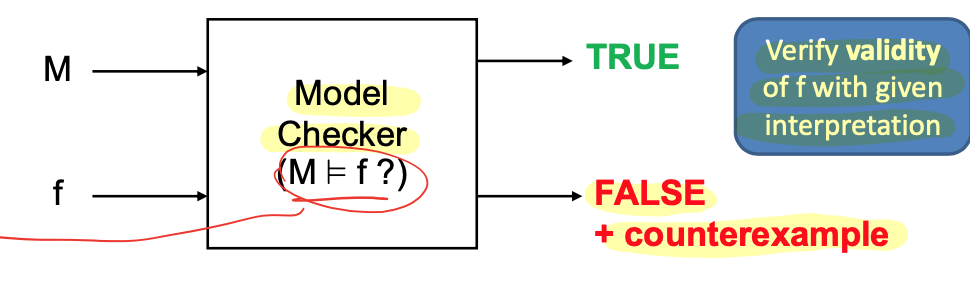 M
f
Model
Checker
(M ⊨ f ?)
TRUE
FALSE
+ counterexample
Verify validity
of f with given
interpretation